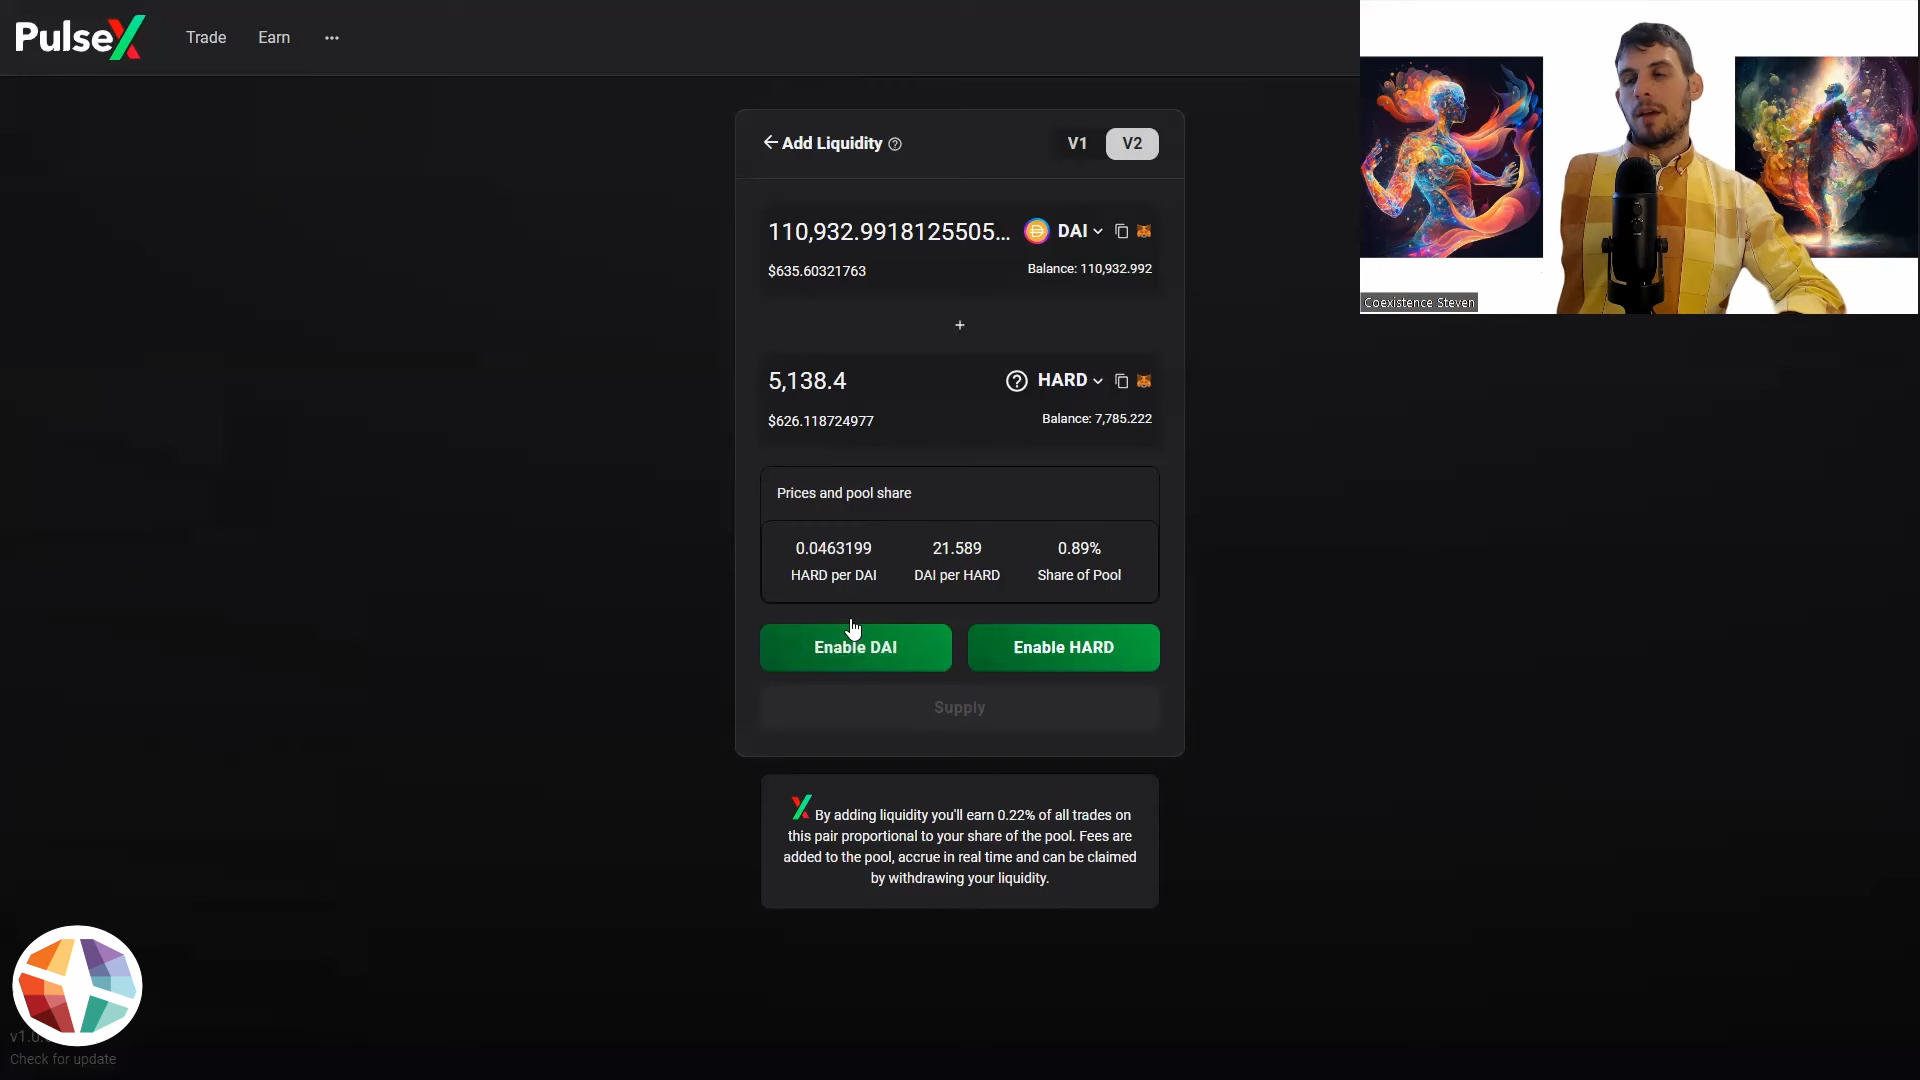 PulseX
Trade
Earn
Add Liquidity
V1
V2
110,932.9918125505...
DAI
$635.60321763
Balance: 110,932.992
+
5,138.4
HARD
$626.118724977
Balance: 7,785.222
Prices and pool share
0.0463199
21.589
0.89%
HARD per DAI
DAI per HARD
Share of Pool
Enable DAI
Enable HARD
Supply
By adding liquidity you'll earn 0.22% of all trades on
this pair proportional to your share of the pool. Fees are
added to the pool, accrue in real time and can be claimed
by withdrawing your liquidity.
Coexistence Steven
Check for update